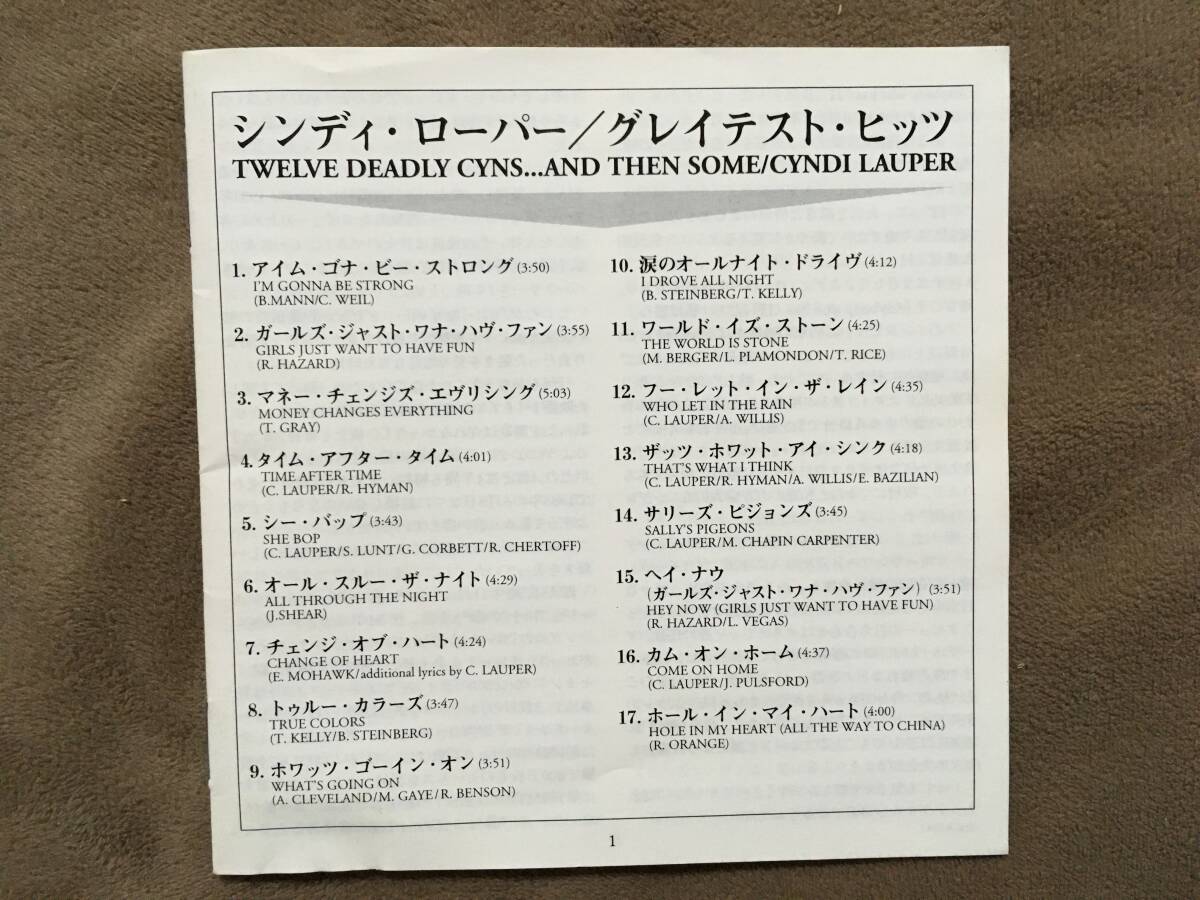 シンディ・ローパー／グレイテスト・ヒッツ
TWELVE DEADLY CYNS...AND THEN SOME/CYNDI LAUPER
1. アイム・ゴナ・ビー・ストロング (3:50)
I'M GONNA BE STRONG
(B.MANN/C. WEIL)
2. ガールズ・ジャスト・ワナ・ハヴ・ファン (3:55)
GIRLS JUST WANT TO HAVE FUN
(R. HAZARD)
3. マネー・チェンジズ・エヴリシング (5:03)
MONEY CHANGES EVERYTHING
(T. GRAY)
4. タイム・アフター・タイム (4:01)
TIME AFTER TIME
(C. LAUPER/R. HYMAN)
5. シー・バップ (3:43)
SHE BOP
(C. LAUPER/S. LUNT/G. CORBETT/R. CHERTOFF)
6. オール・スルー・ザ・ナイト (4:29)
ALL THROUGH THE NIGHT
(J.SHEAR)
7. チェンジ・オブ・ハート (4:24)
CHANGE OF HEART
(E. MOHAWK/additional lyrics by C. LAUPER)
8. トゥルー・カラーズ (3:47)
TRUE COLORS
(T. KELLY/B. STEINBERG)
9. ホワッツ・ゴーイン・オン (3:51)
WHAT'S GOING ON
(A. CLEVELAND/M. GAYE/R. BENSON)
10. 涙のオールナイト・ドライヴ (4:12)
I DROVE ALL NIGHT
(B. STEINBERG/T. KELLY)
11. ワールド・イズ・ストーン (4:25)
THE WORLD IS STONE
(M. BERGER/L. PLAMONDON/T. RICE)
12. フー・レット・イン・ザ・レイン (4:35)
WHO LET IN THE RAIN
(C. LAUPER/A. WILLIS)
13. ザッツ・ホワット・アイ・シンク (4:18)
THAT'S WHAT I THINK
(C. LAUPER/R. HYMAN/A. WILLIS/E. BAZILIAN)
14. サリーズ・ピジョンズ (3:45)
SALLY'S PIGEONS
(C. LAUPER/M. CHAPIN CARPENTER)
15. ヘイ・ナウ
(ガールズ・ジャスト・ワナ・ハヴ・ファン) (3:51)
HEY NOW (GIRLS JUST WANT TO HAVE FUN)
(R. HAZARD/L. VEGAS)
16. カム・オン・ホーム (4:37)
COME ON HOME
(C. LAUPER/J. PULSFORD)
17. ホール・イン・マイ・ハート (4:00)
HOLE IN MY HEART (ALL THE WAY TO CHINA)
(R. ORANGE)
1